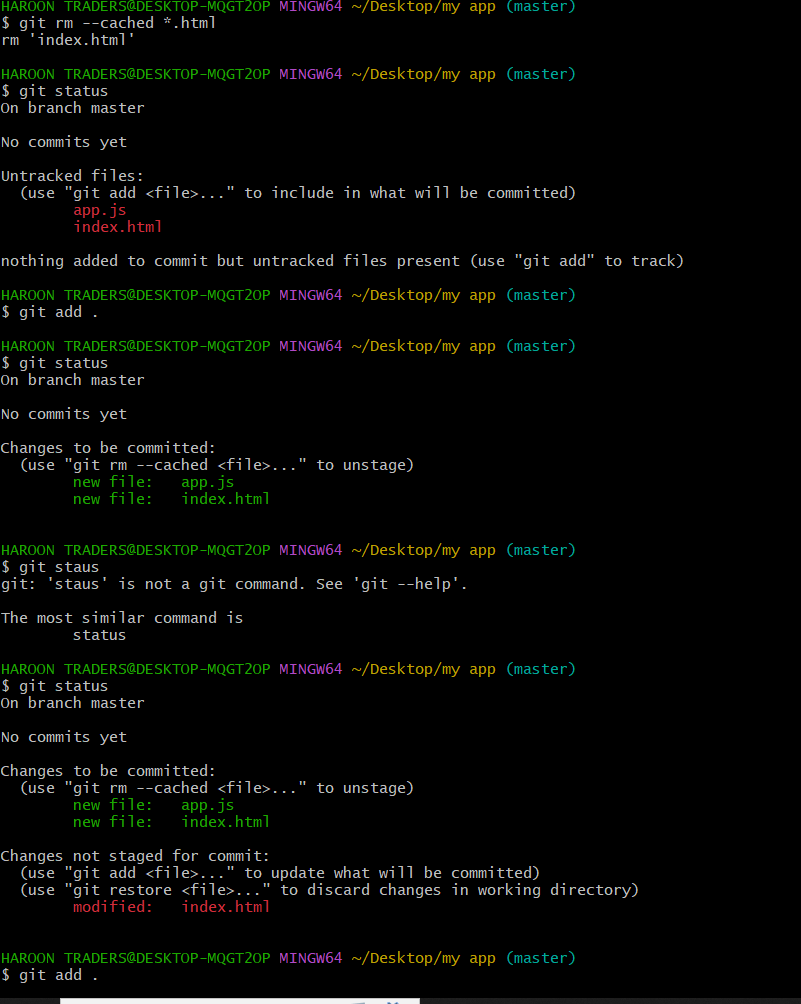 HAROON TRADERS@DESKTOP-MQGT2OP MINGW64 ~/Desktop/my app (master)
$ git rm --cached *.html
rm 'index.html'
HAROON TRADERS@DESKTOP-MQGT2OP MINGW64 ~/Desktop/my app (master)
$ git status
On branch master
No commits yet
Untracked files:
(use "git add <file>..." to include in what will be committed)
app.js
index.html
nothing added to commit but untracked files present (use "git add" to track)
HAROON TRADERS@DESKTOP-MQGT2OP MINGW64 ~/Desktop/my app (master)
$ git add .
HAROON TRADERS@DESKTOP-MQGT2OP MINGW64 ~/Desktop/my app (master)
$ git status
On branch master
No commits yet
Changes to be committed:
(use "git rm --cached <file>..." to unstage)
new file:   app.js
new file:   index.html
HAROON TRADERS@DESKTOP-MQGT2OP MINGW64 ~/Desktop/my app (master)
$ git staus
git: 'staus' is not a git command. See 'git --help'.
The most similar command is
status
HAROON TRADERS@DESKTOP-MQGT2OP MINGW64 ~/Desktop/my app (master)
$ git status
On branch master
No commits yet
Changes to be committed:
(use "git rm --cached <file>..." to unstage)
new file:   app.js
new file:   index.html
Changes not staged for commit:
(use "git add <file>..." to update what will be committed)
(use "git restore <file>..." to discard changes in working directory)
modified:   index.html
HAROON TRADERS@DESKTOP-MQGT2OP MINGW64 ~/Desktop/my app (master)
$ git add .